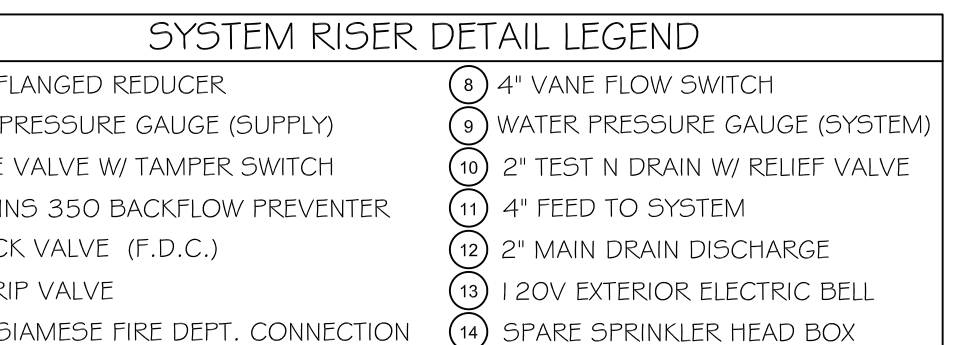 SYSTEM RISER DETAIL LEGEND
FLANGED REDUCER
PRESSURE GAUGE (SUPPLY)
VALVE W/ TAMPER SWITCH
INS 350 BACKFLOW PREVENTER
CK VALVE (F.D.C.)
RIP VALVE
SIAMESE FIRE DEPT. CONNECTION
8 4" VANE FLOW SWITCH
9 WATER PRESSURE GAUGE (SYSTEM)
10 2" TEST N DRAIN W/ RELIEF VALVE
11 4" FEED TO SYSTEM
12 2" MAIN DRAIN DISCHARGE
13 120V EXTERIOR ELECTRIC BELL
14 SPARE SPRINKLER HEAD BOX